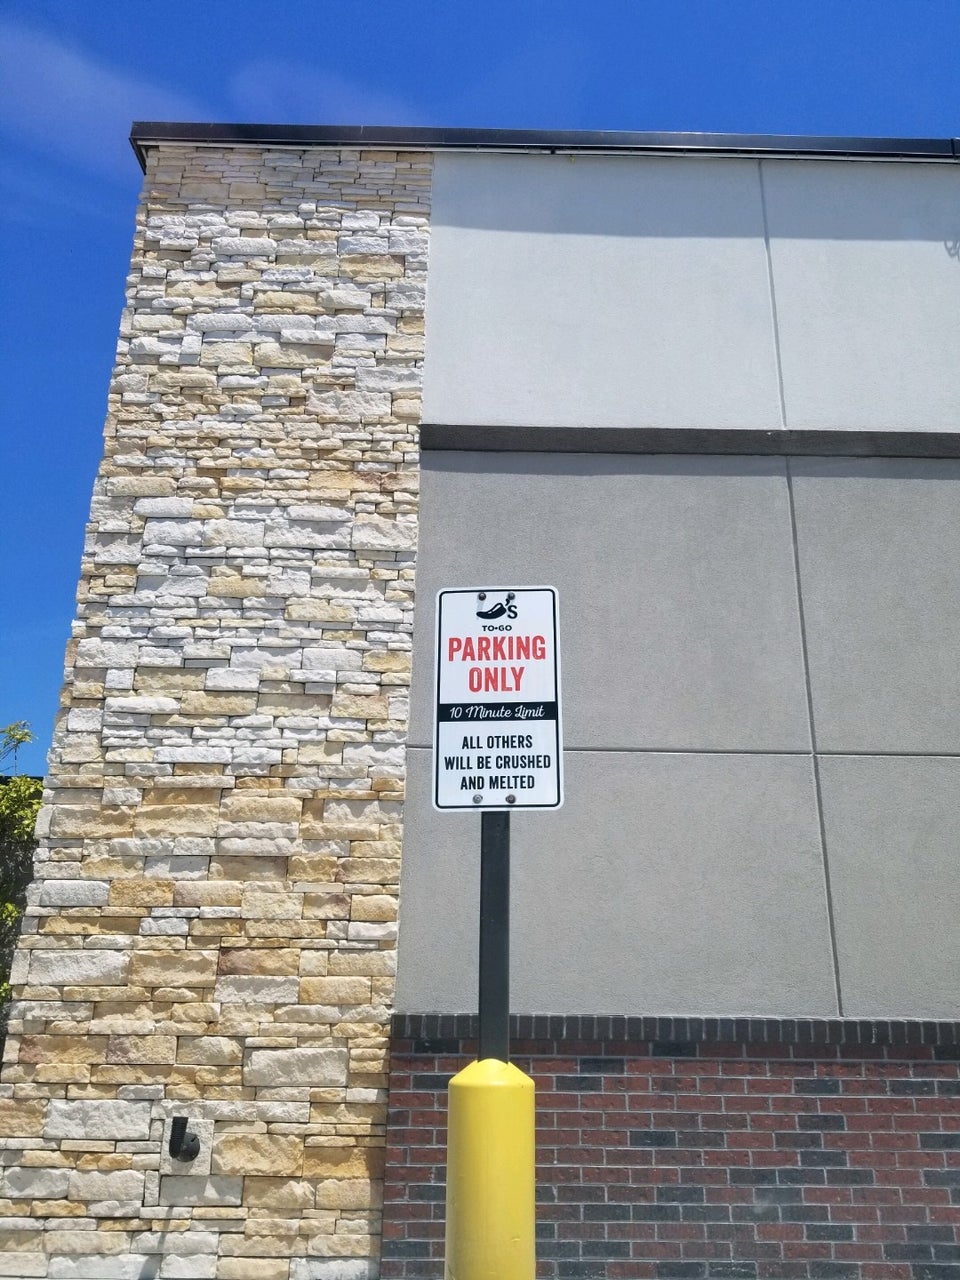 'S
TO•GO
PARKING
ONLY
10 Minute Limit
ALL OTHERS
WILL BE CRUSHED
AND MELTED